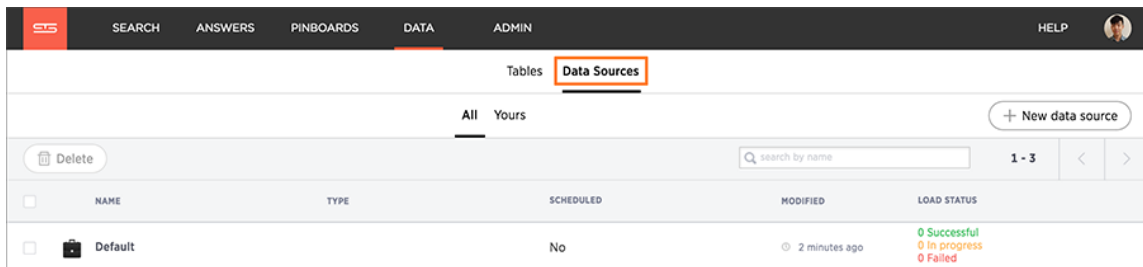 SEARCH ANSWERS PINBOARDS DATA ADMIN HELP
Tables Data Sources
All Yours
+ New data source
Delete search by name 1 - 3 < >
NAME TYPE SCHEDULED MODIFIED LOAD STATUS
Default No 2 minutes ago
0 Successful
0 In progress
0 Failed